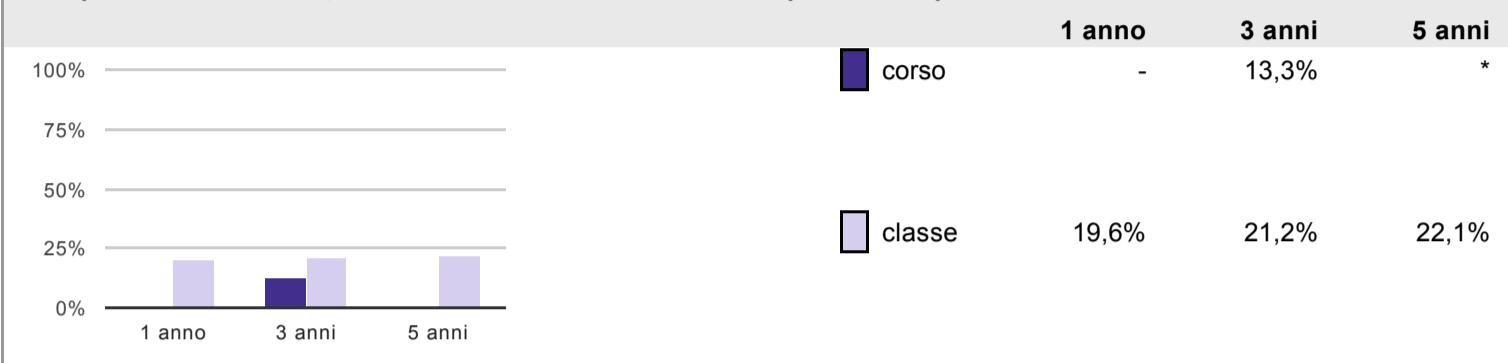 1 anno 3 anni 5 anni
100%
75%
50%
25%
0%
1 anno 3 anni 5 anni
corso - 13,3% *
classe 19,6% 21,2% 22,1%